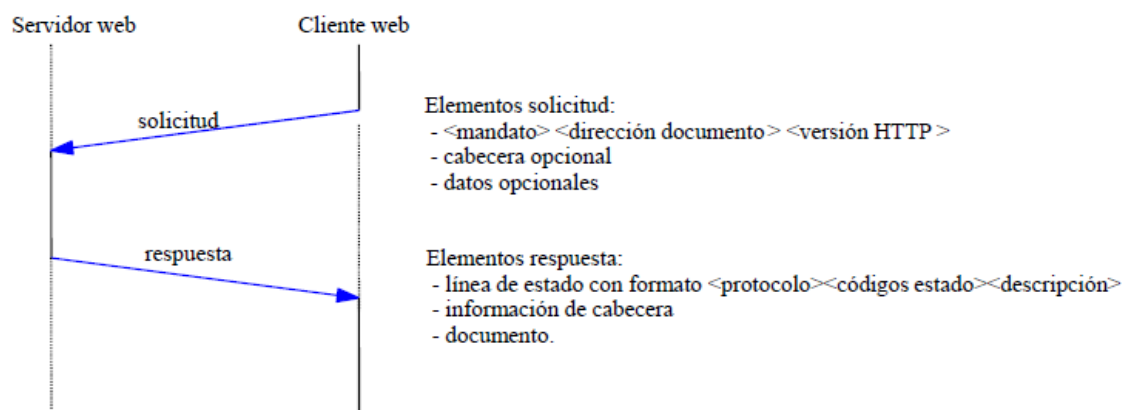 Servidor web
Cliente web
solicitud
Elementos solicitud:
- <mandato> <dirección documento> <versión HTTP >
- cabecera opcional
- datos opcionales
respuesta
Elementos respuesta:
- línea de estado con formato <protocolo><códigos estado><descripción>
- información de cabecera
- documento.